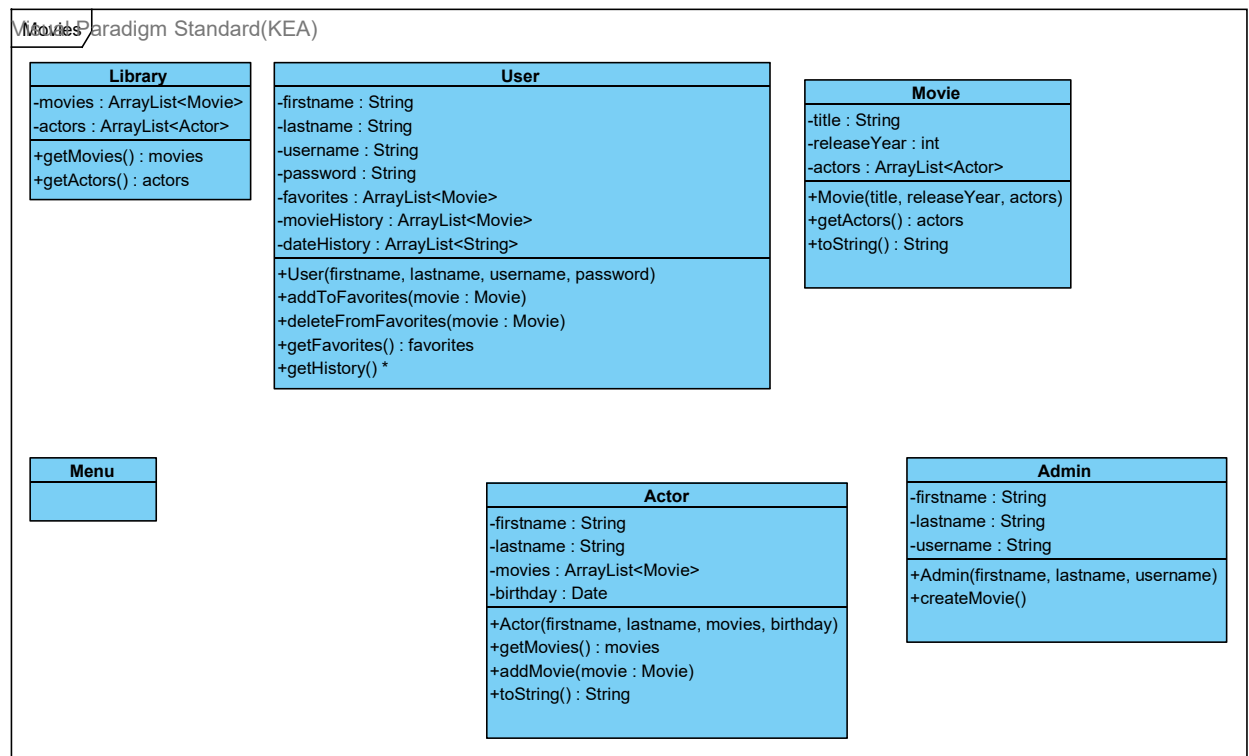 Movies
Visual Paradigm Standard(KEA)
Library
-movies : ArrayList<Movie>
-actors : ArrayList<Actor>
+getMovies() : movies
+getActors() : actors
User
-firstname : String
-lastname : String
-username : String
-password : String
-favorites : ArrayList<Movie>
-movieHistory : ArrayList<Movie>
-dateHistory : ArrayList<String>
+User(firstname, lastname, username, password)
+addToFavorites(movie : Movie)
+deleteFromFavorites(movie : Movie)
+getFavorites() : favorites
+getHistory() *
Movie
-title : String
-releaseYear : int
-actors : ArrayList<Actor>
+Movie(title, releaseYear, actors)
+getActors() : actors
+toString() : String
Menu
Actor
-firstname : String
-lastname : String
-movies : ArrayList<Movie>
-birthday : Date
+Actor(firstname, lastname, movies, birthday)
+getMovies() : movies
+addMovie(movie : Movie)
+toString() : String
Admin
-firstname : String
-lastname : String
-username : String
+Admin(firstname, lastname, username)
+createMovie()